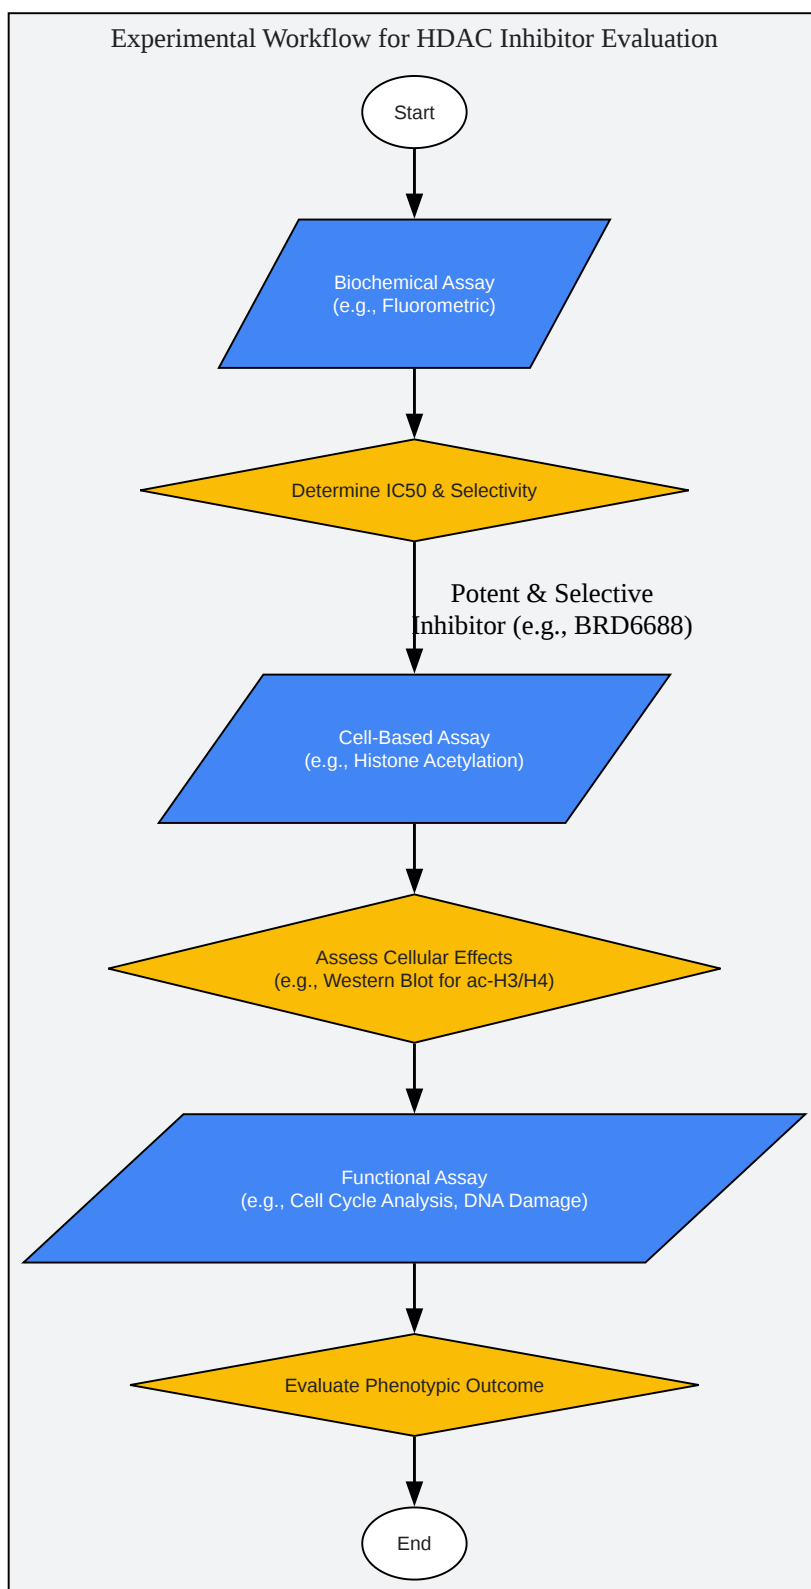 Experimental Workflow for HDAC Inhibitor Evaluation
Start
Biochemical Assay
(e.g., Fluorometric)
Determine IC50 & Selectivity
Potent & Selective
Inhibitor (e.g., BRD6688)
Cell-Based Assay
(e.g., Histone Acetylation)
Assess Cellular Effects
(e.g., Western Blot for ac-H3/H4)
Functional Assay
(e.g., Cell Cycle Analysis, DNA Damage)
Evaluate Phenotypic Outcome
End